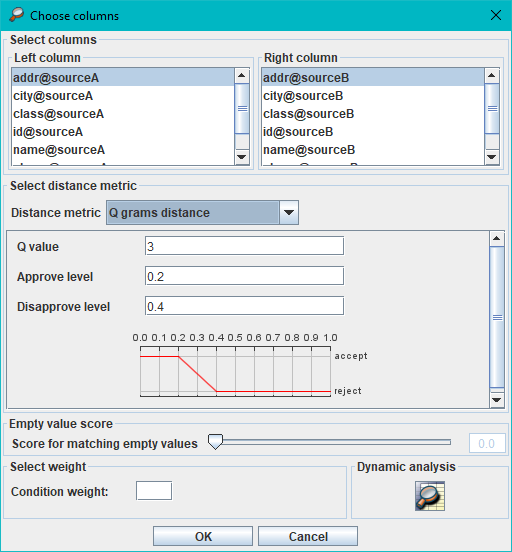 Choose columns
Select columns
Left column
addr@sourceA
city@sourceA
class@sourceA
id@sourceA
name@sourceA
Right column
addr@sourceB
city@sourceB
class@sourceB
id@sourceB
name@sourceB
Select distance metric
Distance metric Q grams distance
Q value 3
Approve level 0.2
Disapprove level 0.4
0.0 0.1 0.2 0.3 0.4 0.5 0.6 0.7 0.8 0.9 1.0
accept
reject
Empty value score
Score for matching empty values 0.0
Select weight
Condition weight:
Dynamic analysis
OK Cancel